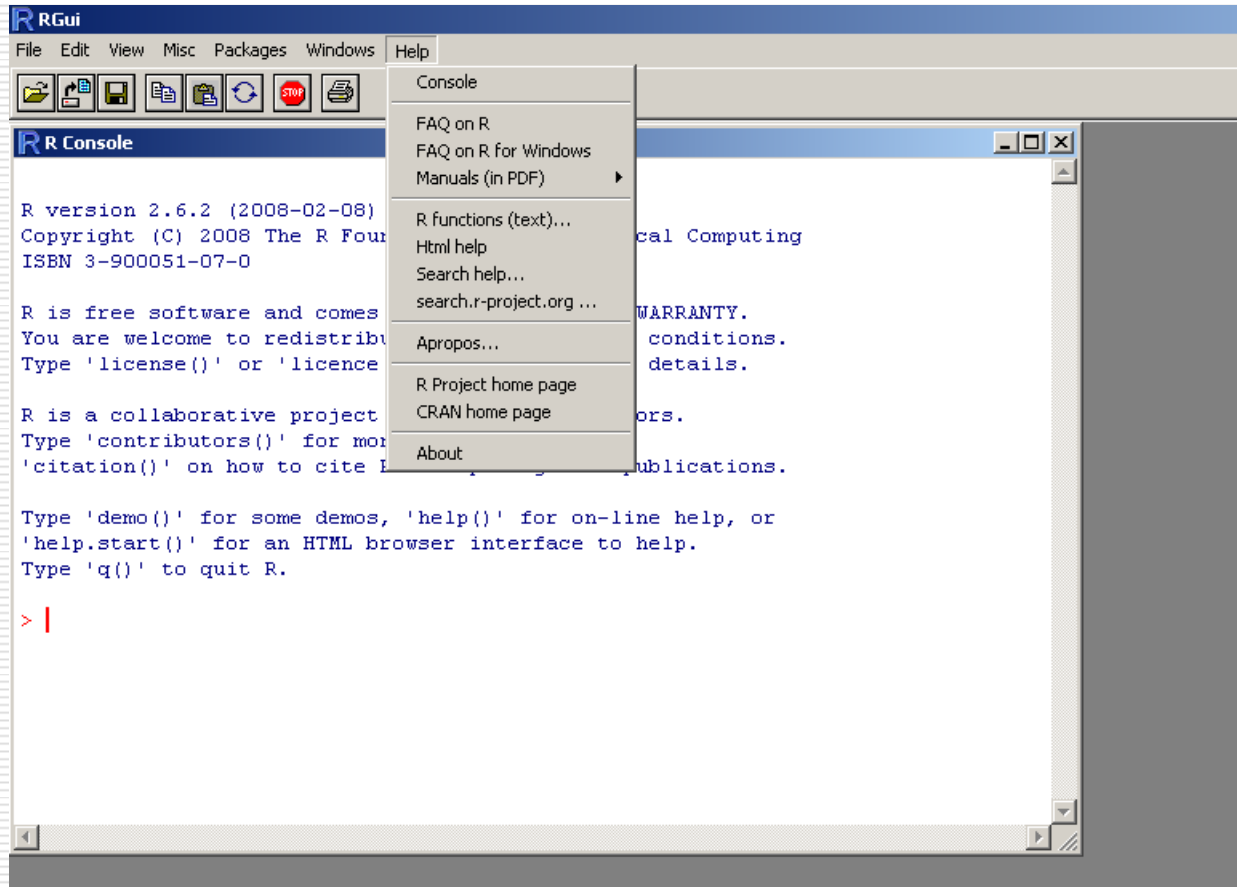 RGui
File Edit View Misc Packages Windows Help
STOP
Console
FAQ on R
FAQ on R for Windows
Manuals (in PDF)
R functions (text)...
Html help
Search help...
search.r-project.org ...
Apropos...
R Project home page
CRAN home page
About
R Console
R version 2.6.2 (2008-02-08)
Copyright (C) 2008 The R Four cal Computing
ISBN 3-900051-07-0
R is free software and comes WARRANTY.
You are welcome to redistribu conditions.
Type 'license()' or 'licence details.
R is a collaborative project ors.
Type 'contributors()' for mor
'citation()' on how to cite ublications.
Type 'demo()' for some demos, 'help()' for on-line help, or
'help.start()' for an HTML browser interface to help.
Type 'q()' to quit R.
>